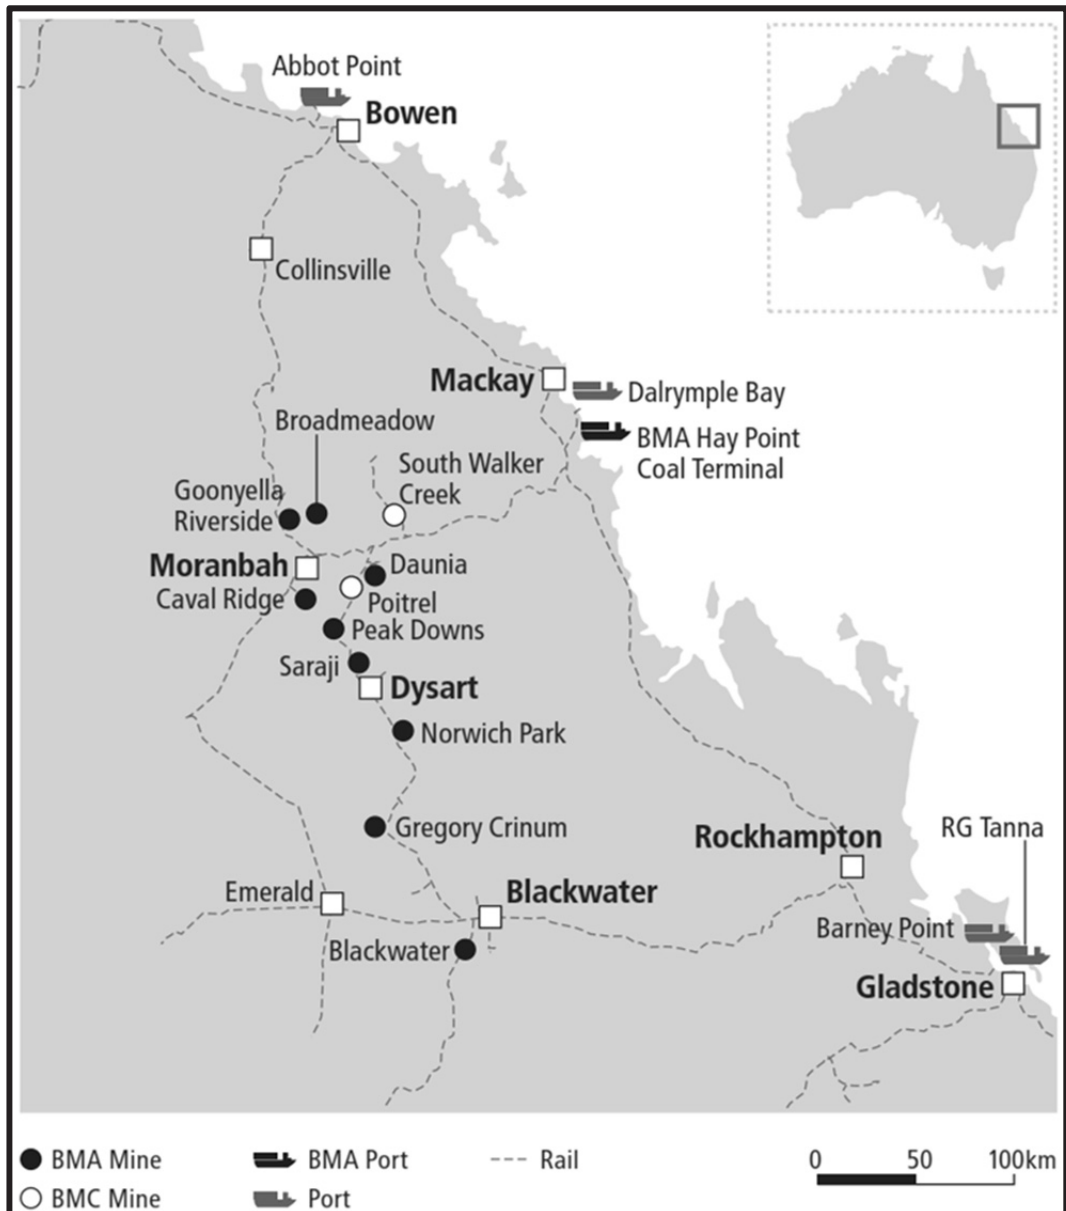 Abbot Point
Bowen
Collinsville
Mackay
Dalrymple Bay
BMA Hay Point
Coal Terminal
Broadmeadow
South Walker
Creek
Goonyella
Riverside
Moranbah
Daunia
Caval Ridge
Poitrel
Peak Downs
Saraji
Dysart
Norwich Park
Gregory Crinum
Rockhampton
RG Tanna
Emerald
Blackwater
Barney Point
Blackwater
Gladstone
BMA Mine
BMA Port
Rail
0 50 100km
BMC Mine
Port